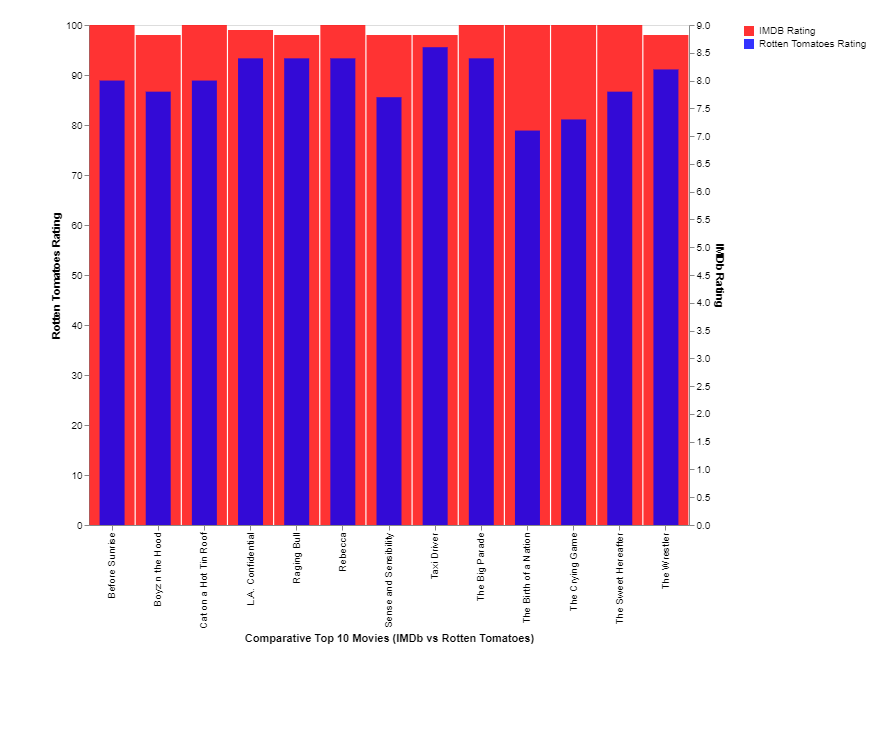 IMDB Rating
Rotten Tomatoes Rating
100
90
80
70
60
50
40
30
20
10
0
Rotten Tomatoes Rating
9.0
8.5
8.0
7.5
7.0
6.5
6.0
5.5
5.0
4.5
4.0
3.5
3.0
2.5
2.0
1.5
1.0
0.5
0.0
IMDb Rating
Before Sunrise
Boyz n the Hood
Cat on a Hot Tin Roof
L.A. Confidential
Raging Bull
Rebecca
Sense and Sensibility
Taxi Driver
The Big Parade
The Birth of a Nation
The Crying Game
The Sweet Hereafter
The Wrestler
Comparative Top 10 Movies (IMDb vs Rotten Tomatoes)